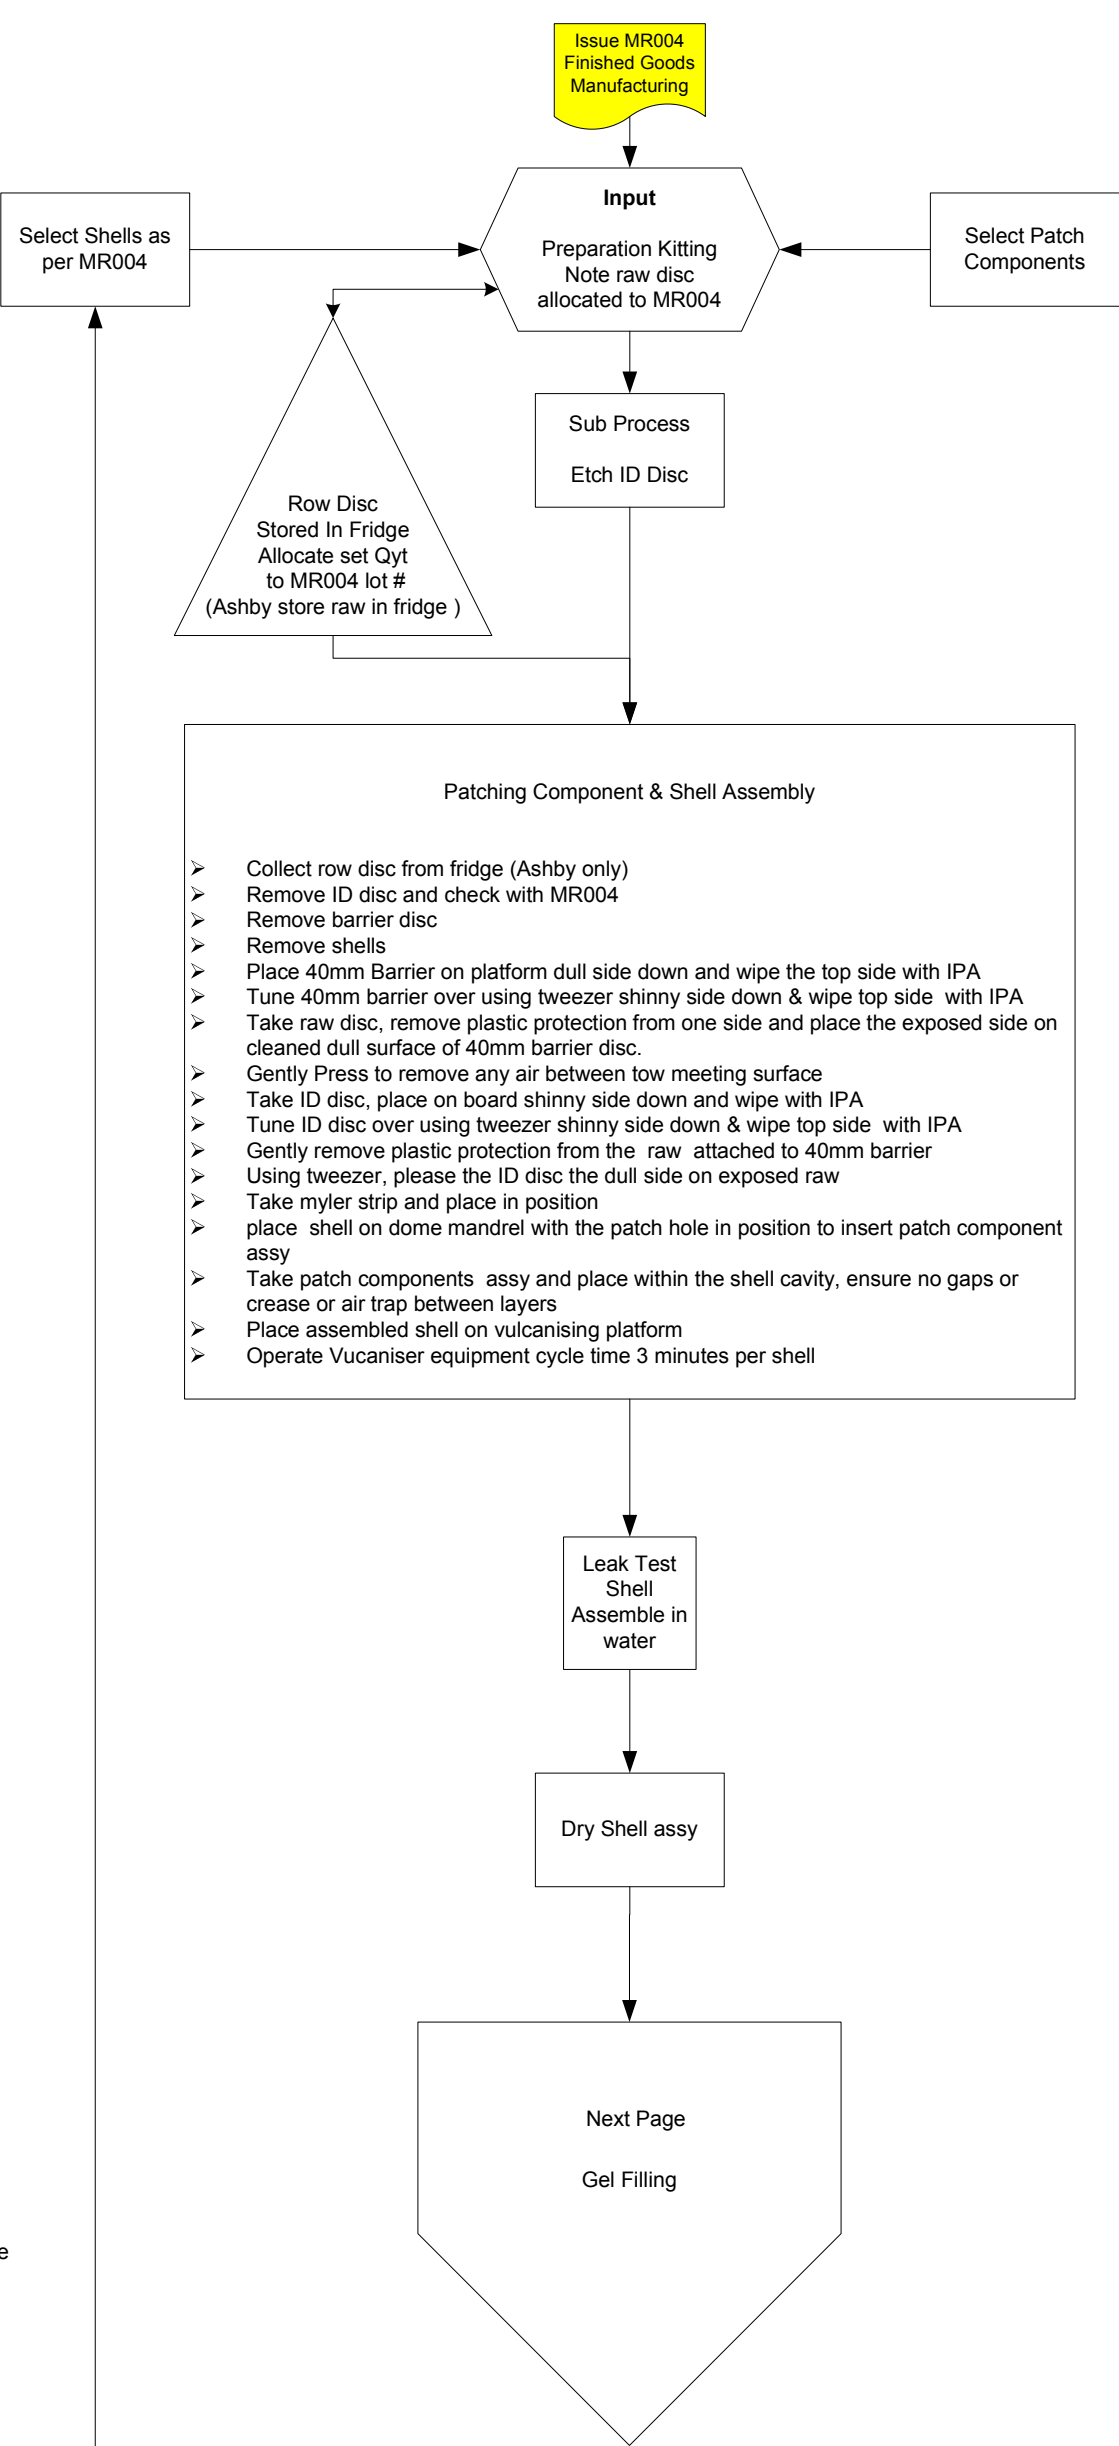 Issue MR004
Finished Goods
Manufacturing
Input
Preparation Kitting
Note raw disc
allocated to MR004
Select Shells as
per MR004
Select Patch
Components
Sub Process
Etch ID Disc
Row Disc
Stored In Fridge
Allocate set Qyt
to MR004 lot #
(Ashby store raw in fridge )
Patching Component & Shell Assembly
➢ Collect row disc from fridge (Ashby only)
➢ Remove ID disc and check with MR004
➢ Remove barrier disc
➢ Remove shells
➢ Place 40mm Barrier on platform dull side down and wipe the top side with IPA
➢ Tune 40mm barrier over using tweezer shinny side down & wipe top side  with IPA
➢ Take raw disc, remove plastic protection from one side and place the exposed side on
cleaned dull surface of 40mm barrier disc.
➢ Gently Press to remove any air between tow meeting surface
➢ Take ID disc, place on board shinny side down and wipe with IPA
➢ Tune ID disc over using tweezer shinny side down & wipe top side  with IPA
➢ Gently remove plastic protection from the  raw  attached to 40mm barrier
➢ Using tweezer, please the ID disc the dull side on exposed raw
➢ Take myler strip and place in position
➢ place  shell on dome mandrel with the patch hole in position to insert patch component
assy
➢ Take patch components  assy and place within the shell cavity, ensure no gaps or
crease or air trap between layers
➢ Place assembled shell on vulcanising platform
➢ Operate Vucaniser equipment cycle time 3 minutes per shell
Leak Test
Shell
Assemble in
water
Dry Shell assy
Next Page
Gel Filling